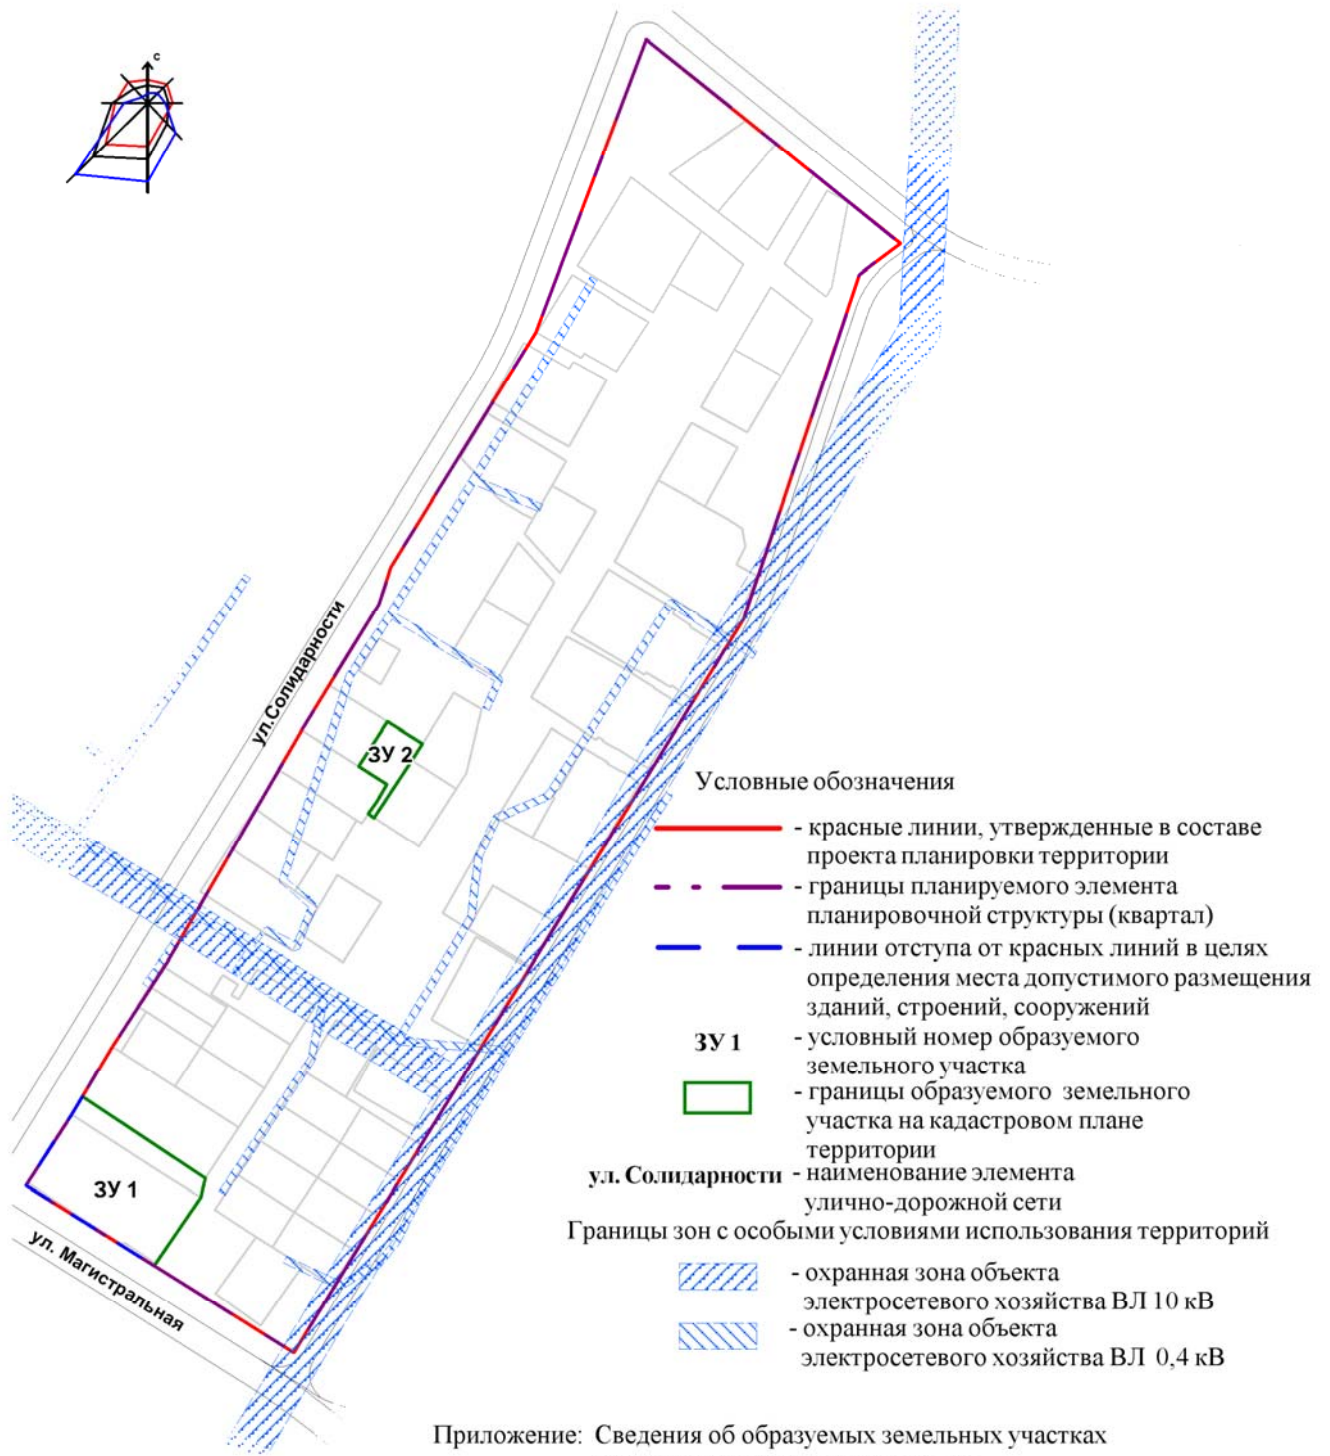 с
ул.Солидарности
ЗУ 2
ЗУ 1
ул. Магистральная
Условные обозначения
- красные линии, утвержденные в составе
проекта планировки территории
- границы планируемого элемента
планировочной структуры (квартал)
- линии отступа от красных линий в целях
определения места допустимого размещения
зданий, строений, сооружений
ЗУ 1 - условный номер образуемого
земельного участка
- границы образуемого земельного
участка на кадастровом плане
территории
ул. Солидарности - наименование элемента
улично-дорожной сети
Границы зон с особыми условиями использования территорий
- охранная зона объекта
электросетевого хозяйства ВЛ 10 кВ
- охранная зона объекта
электросетевого хозяйства ВЛ 0,4 кВ
Приложение: Сведения об образуемых земельных участках